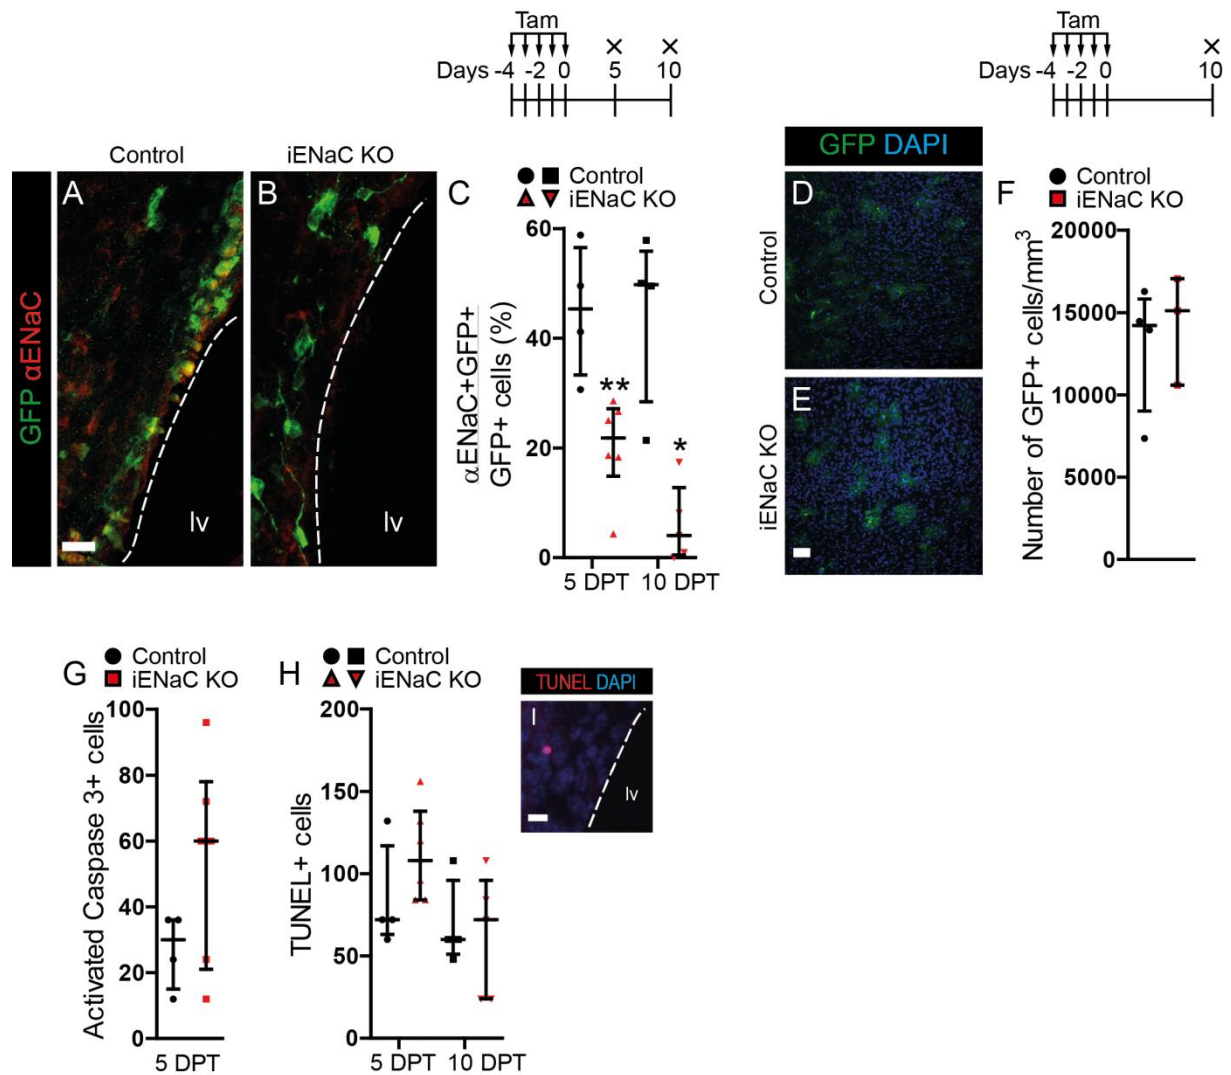 Tam
Days -4 -2 0 5 10
Tam
Days -4 -2 0 10
Control
iENaC KO
GFP αENaC
A
lv
B
lv
C
Control
iENaC KO
αENaC+GFP+
GFP+ cells (%)
60
40
20
0
**
*
5 DPT 10 DPT
GFP DAPI
D
Control
E
iENaC KO
F
Control
iENaC KO
Number of GFP+ cells/mm³
20000
15000
10000
5000
0
G
Control
iENaC KO
Activated Caspase 3+ cells
100
80
60
40
20
0
5 DPT
H
Control
iENaC KO
TUNEL+ cells
200
150
100
50
0
5 DPT 10 DPT
TUNEL DAPI
I
lv